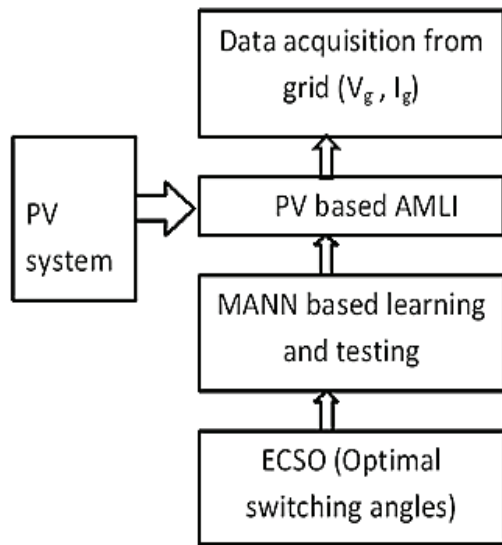 Data acquisition from
grid (Vg , Ig)
PV
system
PV based AMLI
MANN based learning
and testing
ECSO (Optimal
switching angles)